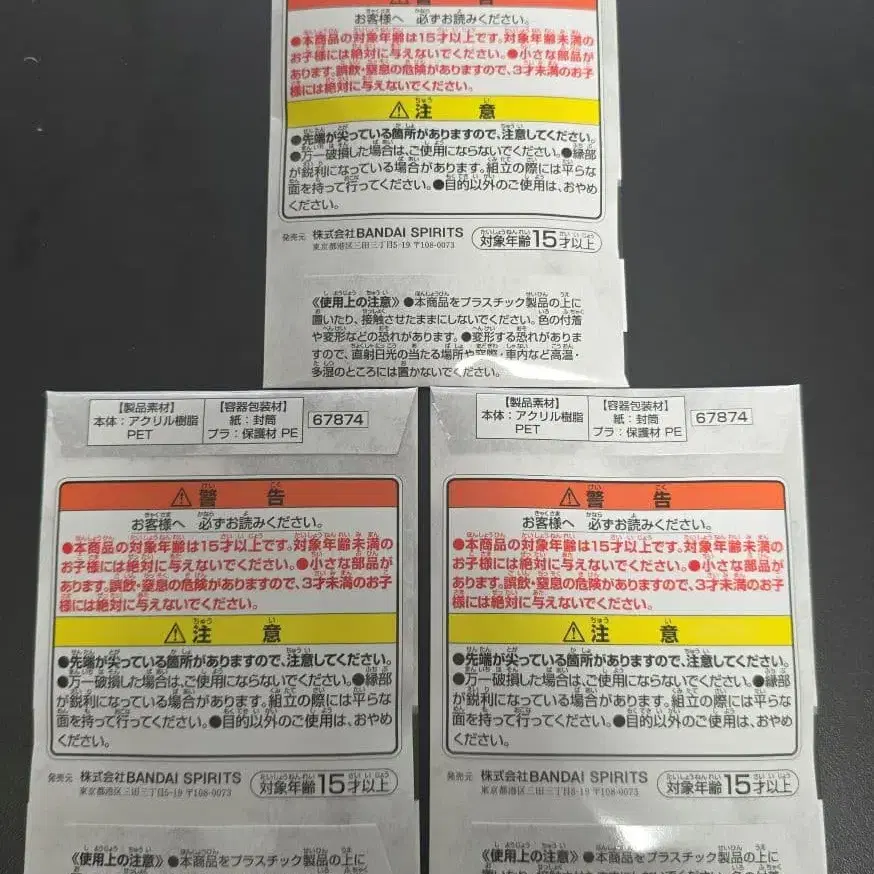 ⚠警告
お客様へ 必ずお読みください。
●本商品の対象年齢は15才以上です。対象年齢未満の
お子様には絶対に与えないでください。●小さな部品が
あります。誤飲・窒息の危険がありますので、3才未満のお子
様には絶対に与えないでください。
⚠注意
●先端が尖っている箇所がありますので、注意してください。
●万一破損した場合は、ご使用にならないでください。●縁部
が鋭利になっている場合があります。組立の際には平らな
面を持って行ってください。●目的以外のご使用は、おやめ
ください。
発売元 株式会社BANDAI SPIRITS
東京都港区三田三丁目5-19 〒108-0073
対象年齢15才以上
《使用上の注意》●本商品をプラスチック製品の上に
置いたり、接触させたままにしないでください。色の付着
や変形などの恐れがあります。●変形する恐れがありま
すので、直射日光の当たる場所や窓際・車内など高温・
多湿のところには置かないでください。
【製品素材】
本体：アクリル樹脂
PET
【容器包装材】
紙：封筒
プラ：保護材 PE
67874
⚠警告
お客様へ 必ずお読みください。
●本商品の対象年齢は15才以上です。対象年齢未満の
お子様には絶対に与えないでください。●小さな部品が
あります。誤飲・窒息の危険がありますので、3才未満のお子
様には絶対に与えないでください。
⚠注意
●先端が尖っている箇所がありますので、注意してください。
●万一破損した場合は、ご使用にならないでください。●縁部
が鋭利になっている場合があります。組立の際には平らな
面を持って行ってください。●目的以外のご使用は、おやめ
ください。
発売元 株式会社BANDAI SPIRITS
東京都港区三田三丁目5-19 〒108-0073
対象年齢15才以上
《使用上の注意》●本商品をプラスチック製品の上に
【製品素材】
本体：アクリル樹脂
PET
【容器包装材】
紙：封筒
プラ：保護材 PE
67874
⚠警告
お客様へ 必ずお読みください。
●本商品の対象年齢は15才以上です。対象年齢未満の
お子様には絶対に与えないでください。●小さな部品が
あります。誤飲・窒息の危険がありますので、3才未満のお子
様には絶対に与えないでください。
⚠注意
●先端が尖っている箇所がありますので、注意してください。
●万一破損した場合は、ご使用にならないでください。●縁部
が鋭利になっている場合があります。組立の際には平らな
面を持って行ってください。●目的以外のご使用は、おやめ
ください。
発売元 株式会社BANDAI SPIRITS
東京都港区三田三丁目5-19 〒108-0073
対象年齢15才以上
《使用上の注意》●本商品をプラスチック製品の上に